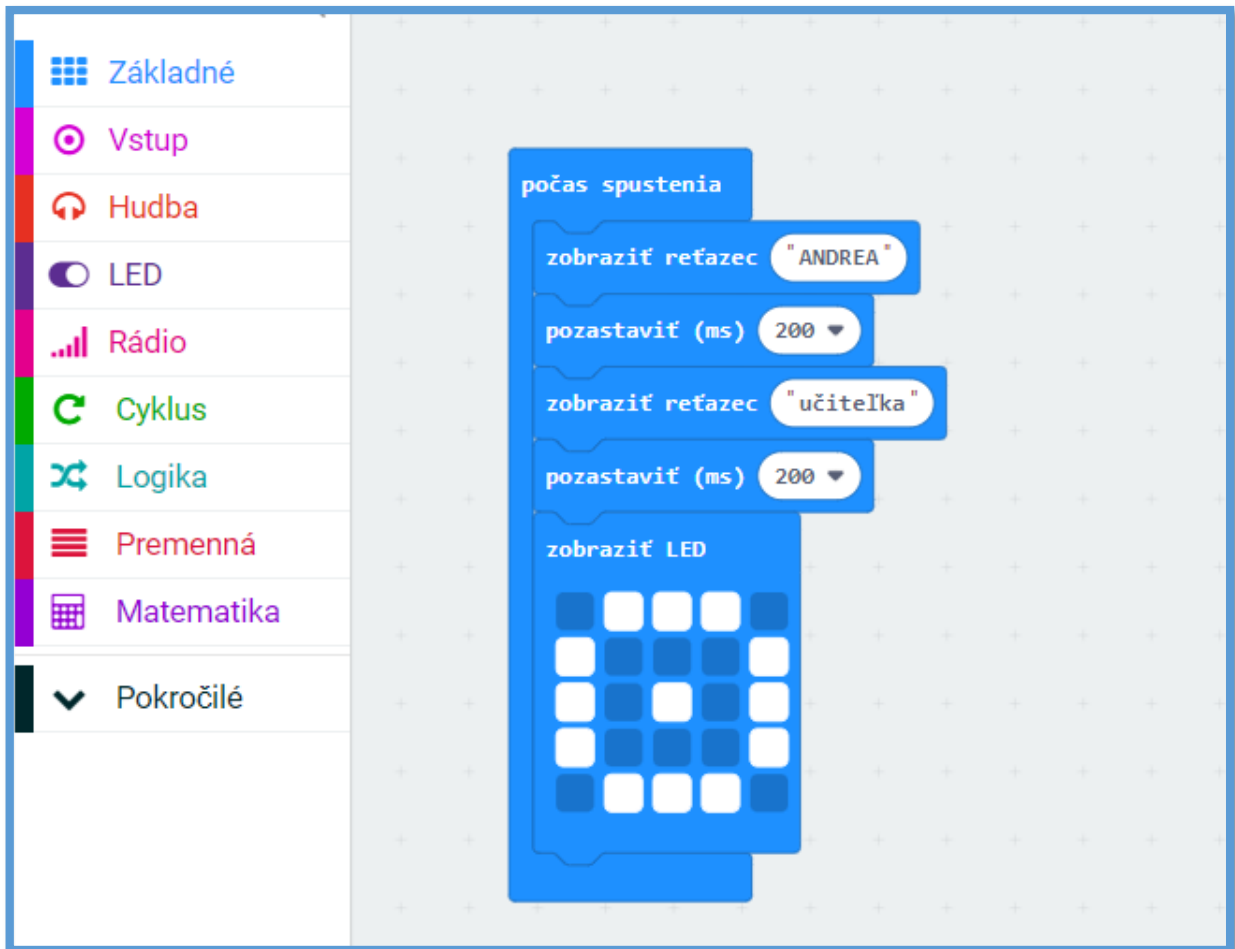 Základné
Vstup
Hudba
LED
Rádio
Cyklus
Logika
Premenná
Matematika
Pokročilé
počas spustenia
zobraziť reťazec "ANDREA"
pozastaviť (ms) 200
zobraziť reťazec "učiteľka"
pozastaviť (ms) 200
zobraziť LED